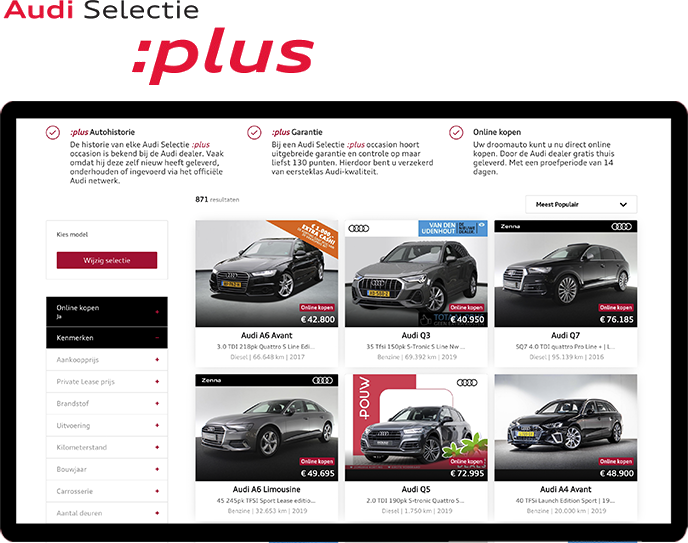 Audi Selectie
:plus
:plus Autohistorie
De historie van elke Audi Selectie :plus
occasion is bekend bij de Audi dealer. Vaak
omdat hij deze zelf nieuw heeft geleverd,
onderhouden of ingevoerd via het officiële
Audi netwerk.
:plus Garantie
Bij een Audi Selectie :plus occasion hoort
uitgebreide garantie en controle op maar
liefst 130 punten. Hierdoor bent u verzekerd
van eersteklas Audi-kwaliteit.
Online kopen
Uw droomauto kunt u nu direct online
kopen. Door de Audi dealer gratis thuis
geleverd. Met een proefperiode van 14
dagen.
871 resultaten
Meest Populair
Kies model
Wijzig selectie
Online kopen
Ja
Kenmerken
Aankoopprijs
Private Lease prijs
Brandstof
Uitvoering
Kilometerstand
Bouwjaar
Carrosserie
Aantal deuren
€ 1.000
EXTRA CASH!
Online kopen
€ 42.800
Audi A6 Avant
3.0 TDI 218pk Quattro S Line Edi...
Diesel | 66.648 km | 2017
VAN DEN
UDENHOUT
Online kopen
€ 40.950
Audi Q3
35 Tfsi 150pk S-Tronic S-Line Nw...
Benzine | 69.392 km | 2019
Zenna
Online kopen
€ 76.185
Audi Q7
SQ7 4.0 TDI quattro Pro Line + | L...
Diesel | 95.139 km | 2016
Zenna
Online kopen
€ 49.695
Audi A6 Limousine
45 245pk TFSI Sport Lease editio...
Benzine | 32.653 km | 2019
POUW
DEALS
Online kopen
€ 72.995
Audi Q5
2.0 TDI 190pk S-tronic Quattro S...
Diesel | 1.750 km | 2019
Online kopen
€ 48.900
Audi A4 Avant
40 TFSi Launch Edition Sport | 19...
Benzine | 20.000 km | 2019